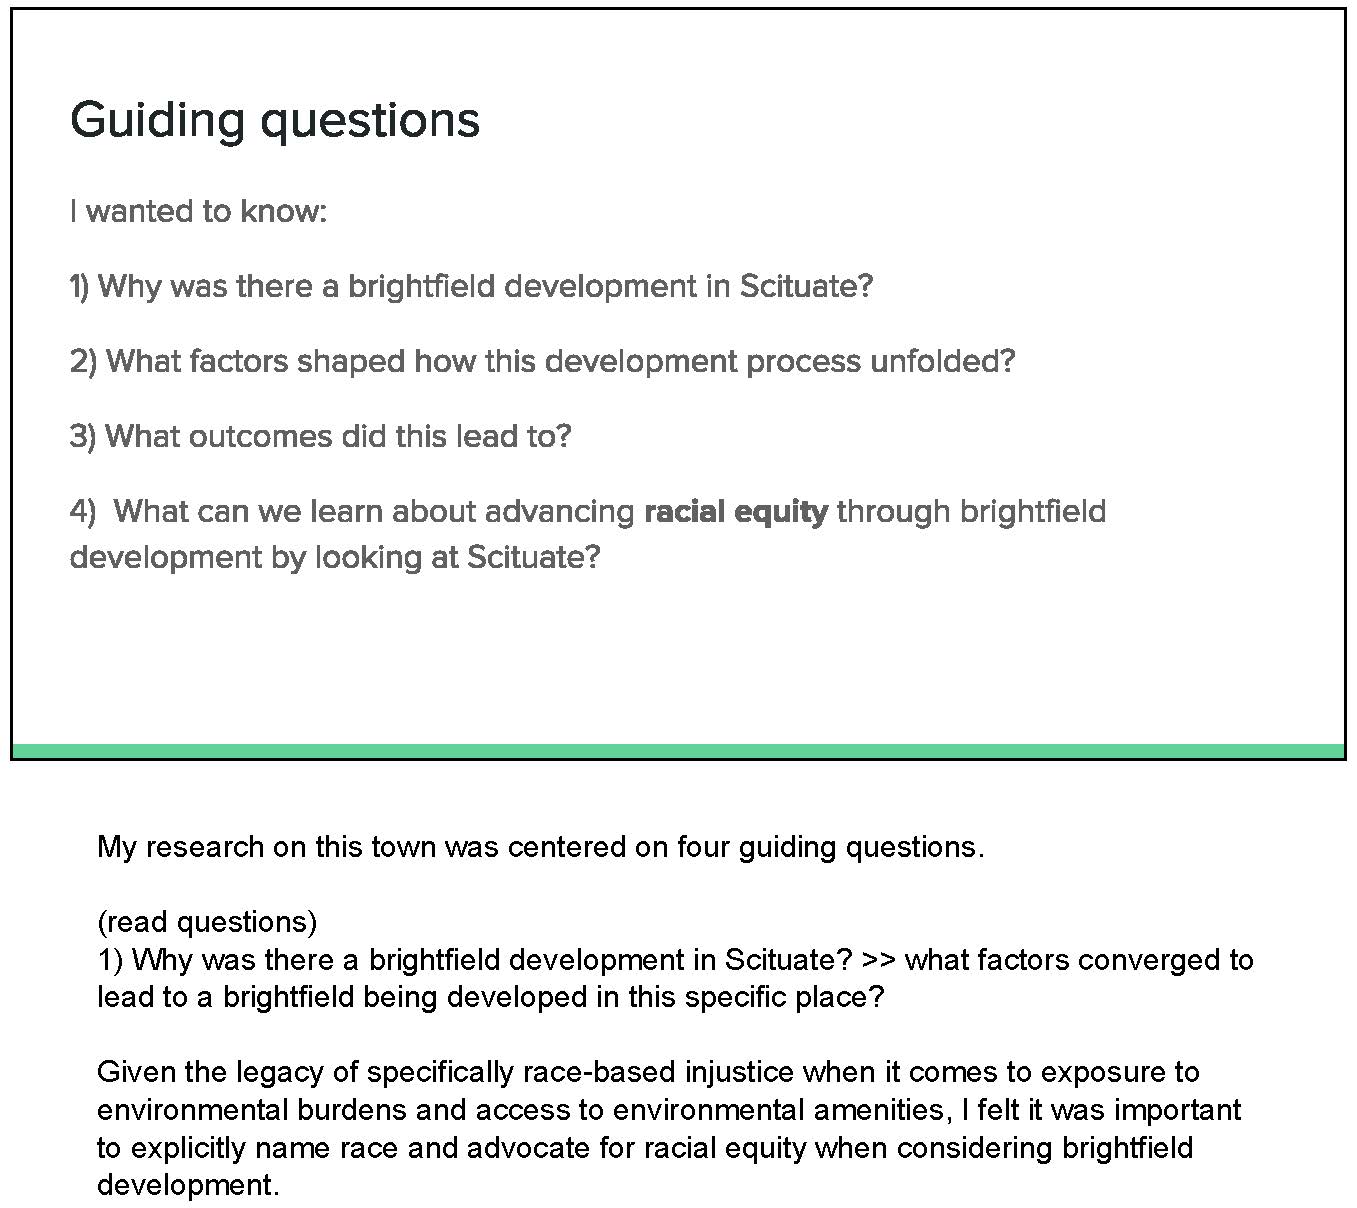 Guiding questions
I wanted to know:
1) Why was there a brightfield development in Scituate?
2) What factors shaped how this development process unfolded?
3) What outcomes did this lead to?
4)  What can we learn about advancing racial equity through brightfield
development by looking at Scituate?
My research on this town was centered on four guiding questions.
(read questions)
1) Why was there a brightfield development in Scituate? >> what factors converged to
lead to a brightfield being developed in this specific place?
Given the legacy of specifically race-based injustice when it comes to exposure to
environmental burdens and access to environmental amenities, I felt it was important
to explicitly name race and advocate for racial equity when considering brightfield
development.